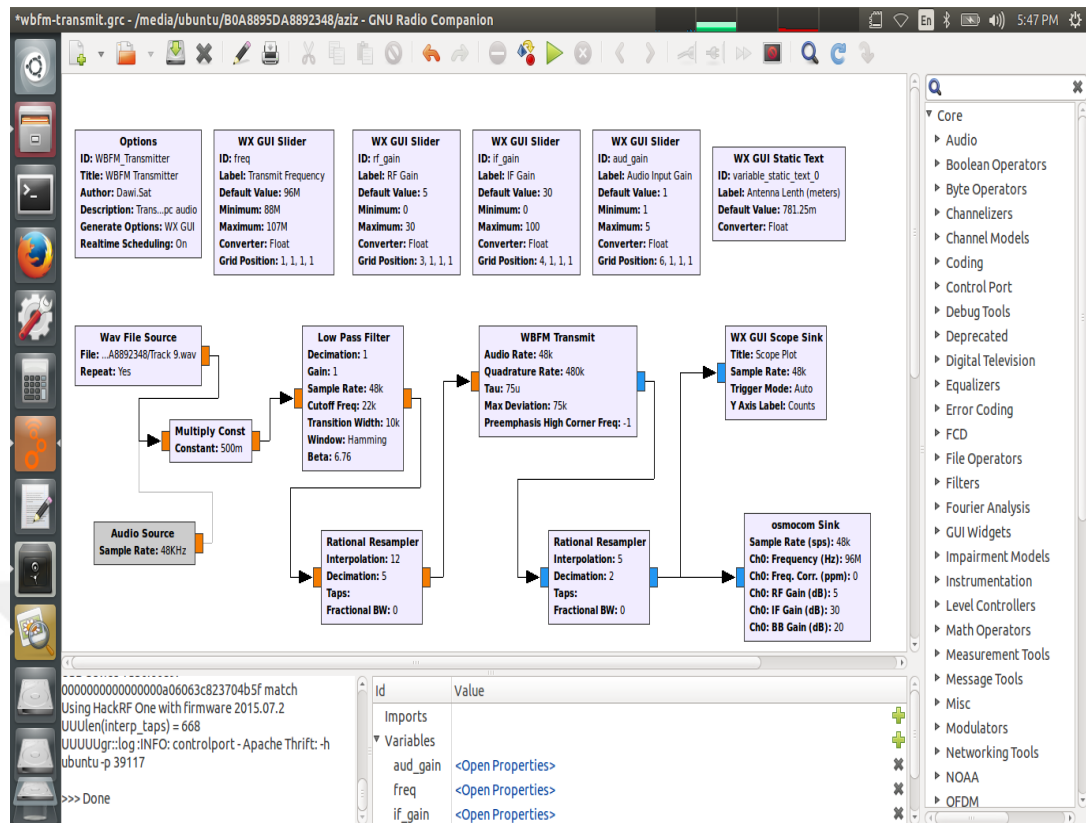 *wbfm-transmit.grc - /media/ubuntu/B0A8895DA8892348/aziz - GNU Radio Companion
En
5:47 PM
Options
ID: WBFM_Transmitter
Title: WBFM Transmitter
Author: Dawi.Sat
Description: Trans...pc audio
Generate Options: WX GUI
Realtime Scheduling: On
WX GUI Slider
ID: freq
Label: Transmit Frequency
Default Value: 96M
Minimum: 88M
Maximum: 107M
Converter: Float
Grid Position: 1, 1, 1, 1
WX GUI Slider
ID: rf_gain
Label: RF Gain
Default Value: 5
Minimum: 0
Maximum: 30
Converter: Float
Grid Position: 3, 1, 1, 1
WX GUI Slider
ID: if_gain
Label: IF Gain
Default Value: 30
Minimum: 0
Maximum: 100
Converter: Float
Grid Position: 4, 1, 1, 1
WX GUI Slider
ID: aud_gain
Label: Audio Input Gain
Default Value: 1
Minimum: 1
Maximum: 5
Converter: Float
Grid Position: 6, 1, 1, 1
WX GUI Static Text
ID: variable_static_text_0
Label: Antenna Lenth (meters)
Default Value: 781.25m
Converter: Float
Wav File Source
File: ...A8892348/Track 9.wav
Repeat: Yes
Multiply Const
Constant: 500m
Audio Source
Sample Rate: 48KHz
Low Pass Filter
Decimation: 1
Gain: 1
Sample Rate: 48k
Cutoff Freq: 22k
Transition Width: 10k
Window: Hamming
Beta: 6.76
Rational Resampler
Interpolation: 12
Decimation: 5
Taps:
Fractional BW: 0
WBFM Transmit
Audio Rate: 48k
Quadrature Rate: 480k
Tau: 75u
Max Deviation: 75k
Preemphasis High Corner Freq: -1
Rational Resampler
Interpolation: 5
Decimation: 2
Taps:
Fractional BW: 0
WX GUI Scope Sink
Title: Scope Plot
Sample Rate: 48k
Trigger Mode: Auto
Y Axis Label: Counts
osmocom Sink
Sample Rate (sps): 48k
Ch0: Frequency (Hz): 96M
Ch0: Freq. Corr. (ppm): 0
Ch0: RF Gain (dB): 5
Ch0: IF Gain (dB): 30
Ch0: BB Gain (dB): 20
Core
Audio
Boolean Operators
Byte Operators
Channelizers
Channel Models
Coding
Control Port
Debug Tools
Deprecated
Digital Television
Equalizers
Error Coding
FCD
File Operators
Filters
Fourier Analysis
GUI Widgets
Impairment Models
Instrumentation
Level Controllers
Math Operators
Measurement Tools
Message Tools
Misc
Modulators
Networking Tools
NOAA
OFDM
0000000000000000a06063c823704b5f match
Using HackRF One with firmware 2015.07.2
UUUlen(interp_taps) = 668
UUUUUgr::log :INFO: controlport - Apache Thrift: -h
ubuntu -p 39117
>>> Done
Id Value
Imports
Variables
aud_gain <Open Properties>
freq <Open Properties>
if_gain <Open Properties>